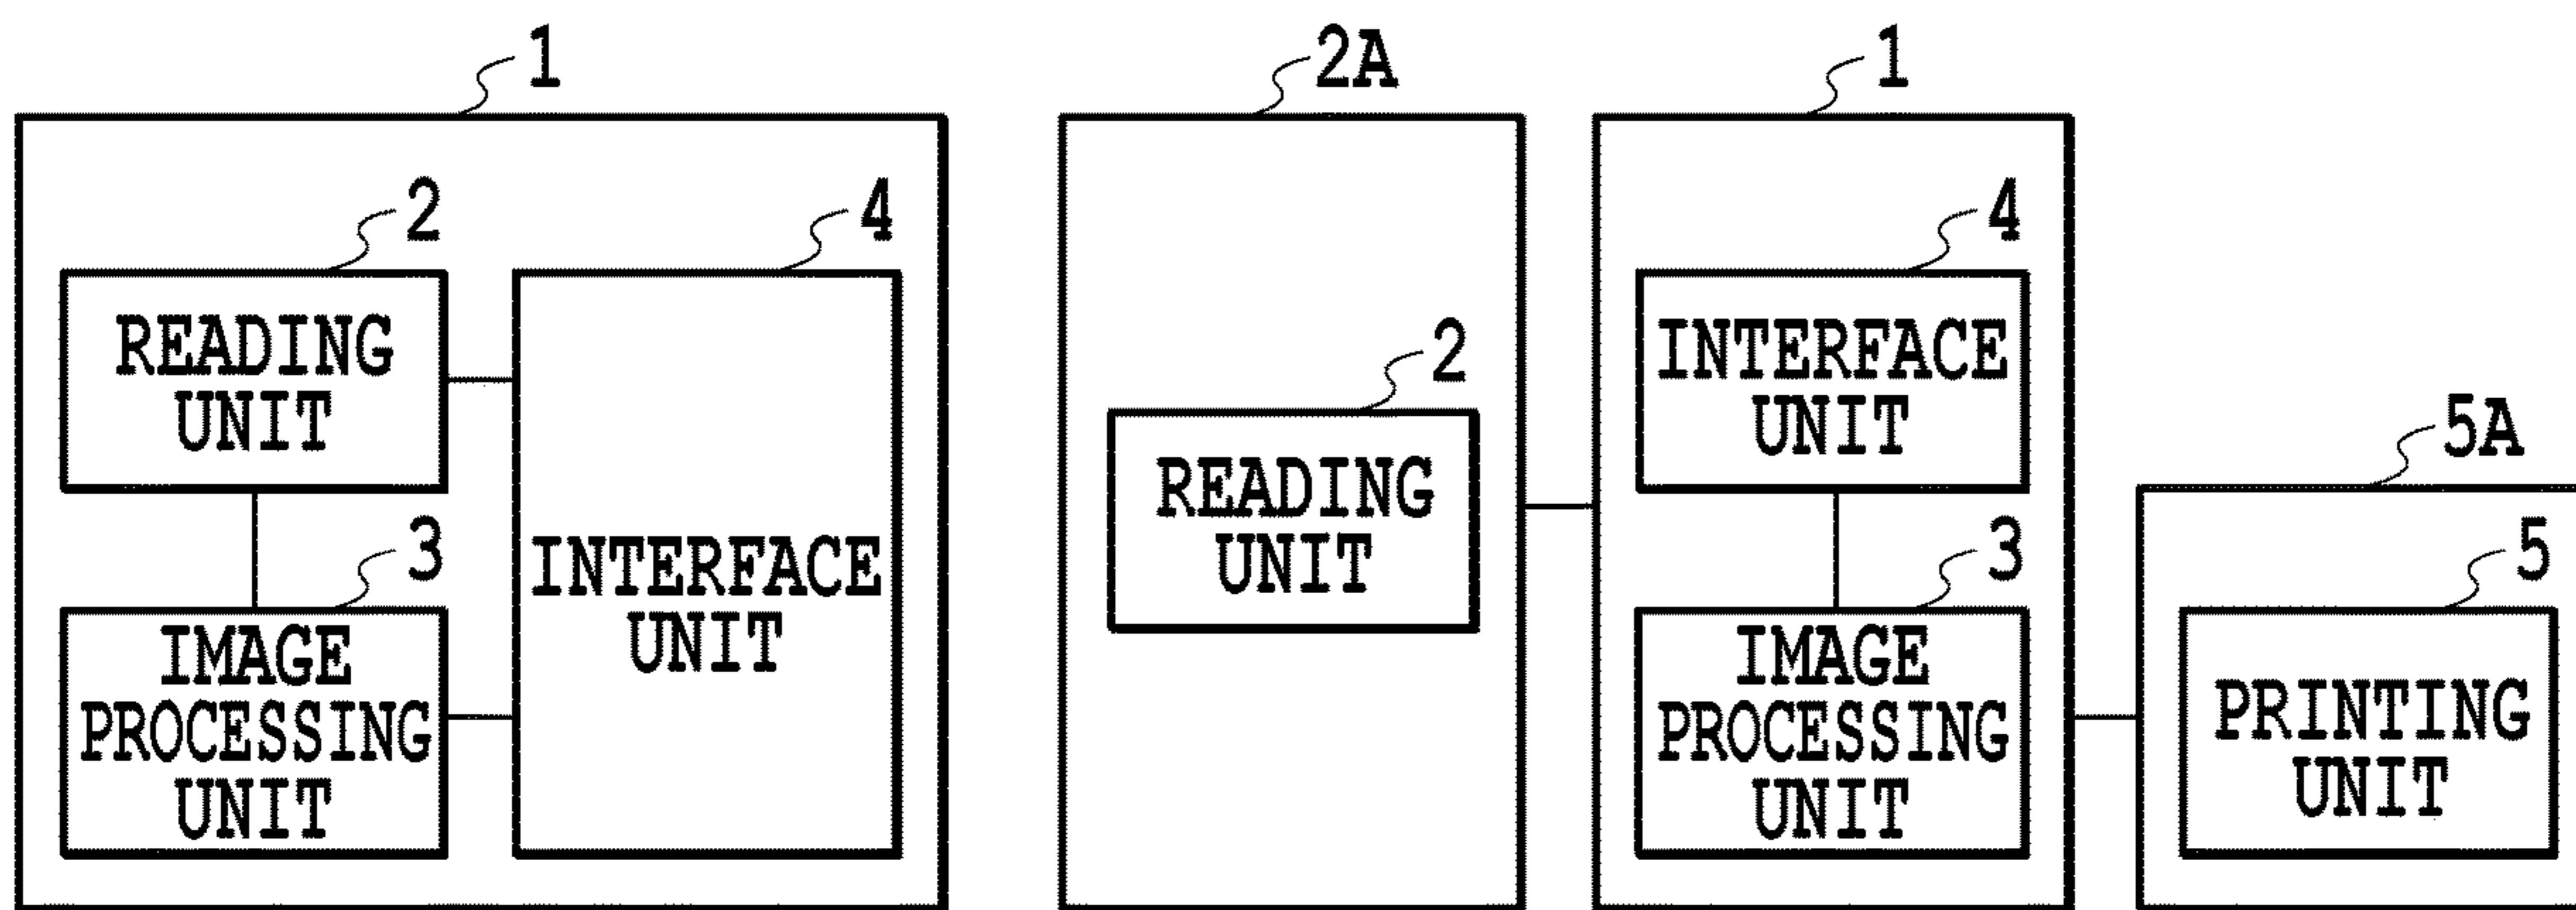 1
2
READING
UNIT
3
IMAGE
PROCESSING
UNIT
4
INTERFACE
UNIT
2A
2
READING
UNIT
1
4
INTERFACE
UNIT
3
IMAGE
PROCESSING
UNIT
5A
5
PRINTING
UNIT